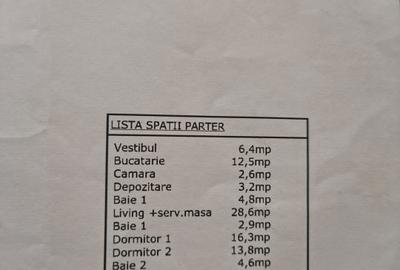 LISTA SPATII PARTER
Vestibul 6,4mp
Bucatarie 12,5mp
Camara 2,6mp
Depozitare 3,2mp
Baie 1 4,8mp
Living +serv.masa 28,6mp
Baie 1 2,9mp
Dormitor 1 16,3mp
Dormitor 2 13,8mp
Baie 2 4,6mp